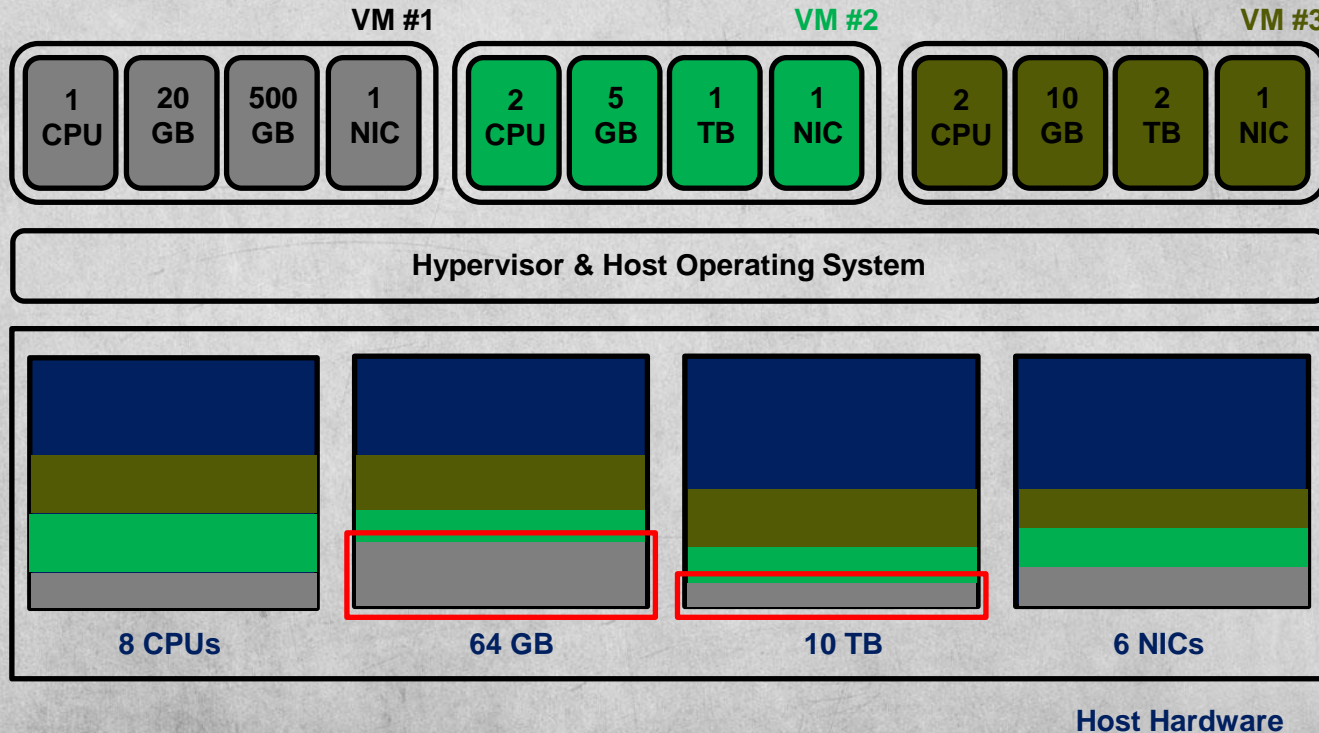 VM #1
VM #2
VM #3
1
CPU
20
GB
500
GB
1
NIC
2
CPU
5
GB
1
TB
1
NIC
2
CPU
10
GB
2
TB
1
NIC
Hypervisor & Host Operating System
8 CPUs
64 GB
10 TB
6 NICs
Host Hardware